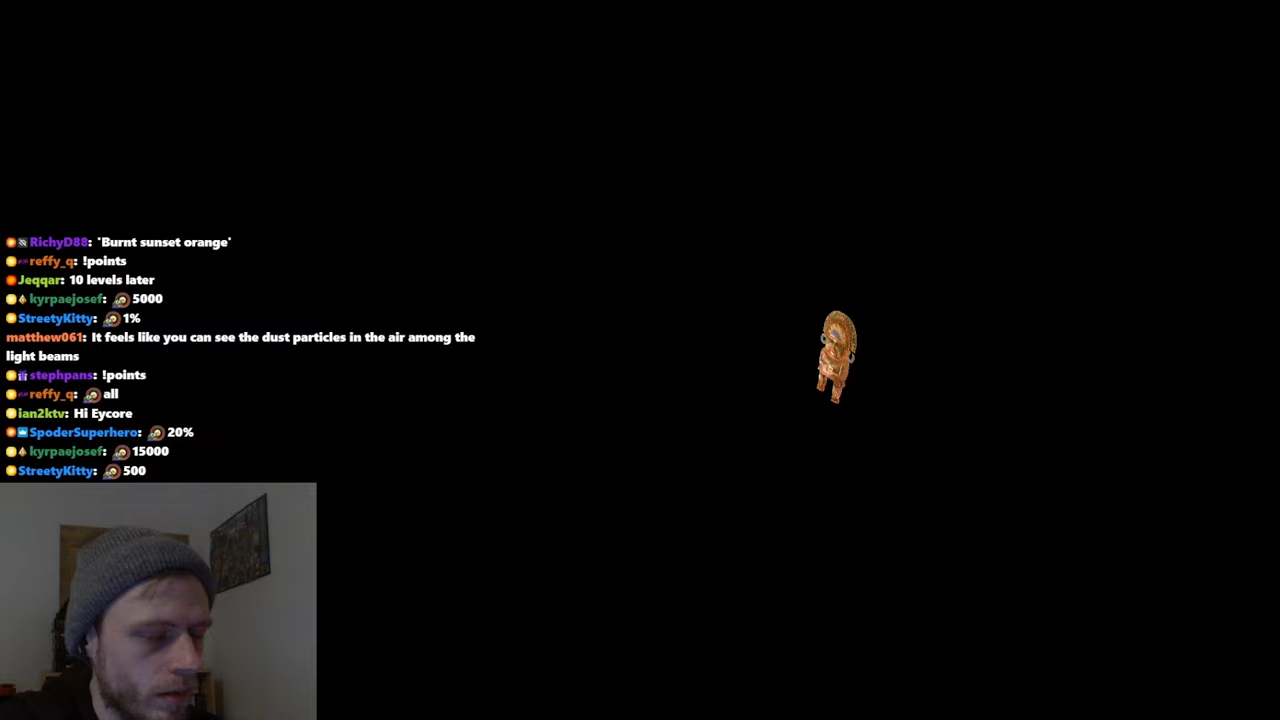 RichyD88: "Burnt sunset orange"
reffy_q: !points
Jeqqar: 10 levels later
kyrpaejosef: 5000
StreetyKitty: 1%
matthew061: It feels like you can see the dust particles in the air among the
light beams
stephpans: !points
reffy_q: all
ian2ktv: Hi Eycore
SpoderSuperhero: 20%
kyrpaejosef: 15000
StreetyKitty: 500